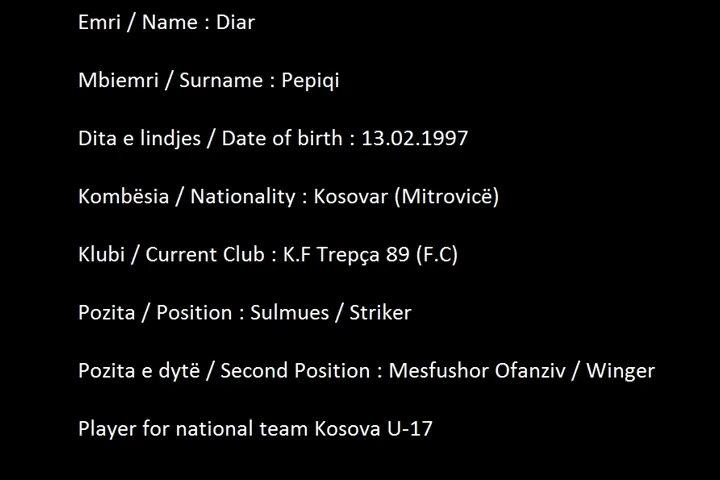 Emri / Name : Diar
Mbiemri / Surname : Pepiqi
Dita e lindjes / Date of birth : 13.02.1997
Kombësia / Nationality : Kosovar (Mitrovicë)
Klubi / Current Club : K.F Trepça 89 (F.C)
Pozita / Position : Sulmues / Striker
Pozita e dytë / Second Position : Mesfushor Ofanziv / Winger
Player for national team Kosova U-17